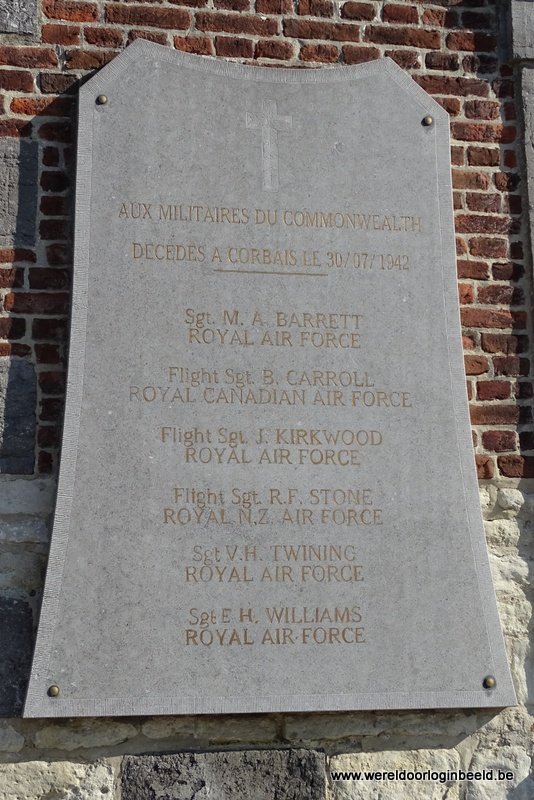 AUX MILITAIRES DU COMMONWEALTH
DECEDES A CORBAIS LE 30/07/1942
Sgt. M. A. BARRETT
ROYAL AIR FORCE
Flight Sgt. B. CARROLL
ROYAL CANADIAN AIR FORCE
Flight Sgt. J. KIRKWOOD
ROYAL AIR FORCE
Flight Sgt. R.F. STONE
ROYAL N.Z. AIR FORCE
Sgt V.H. TWINING
ROYAL AIR FORCE
Sgt E H. WILLIAMS
ROYAL AIR-FORCE
www.wereldoorloginbeeld.be